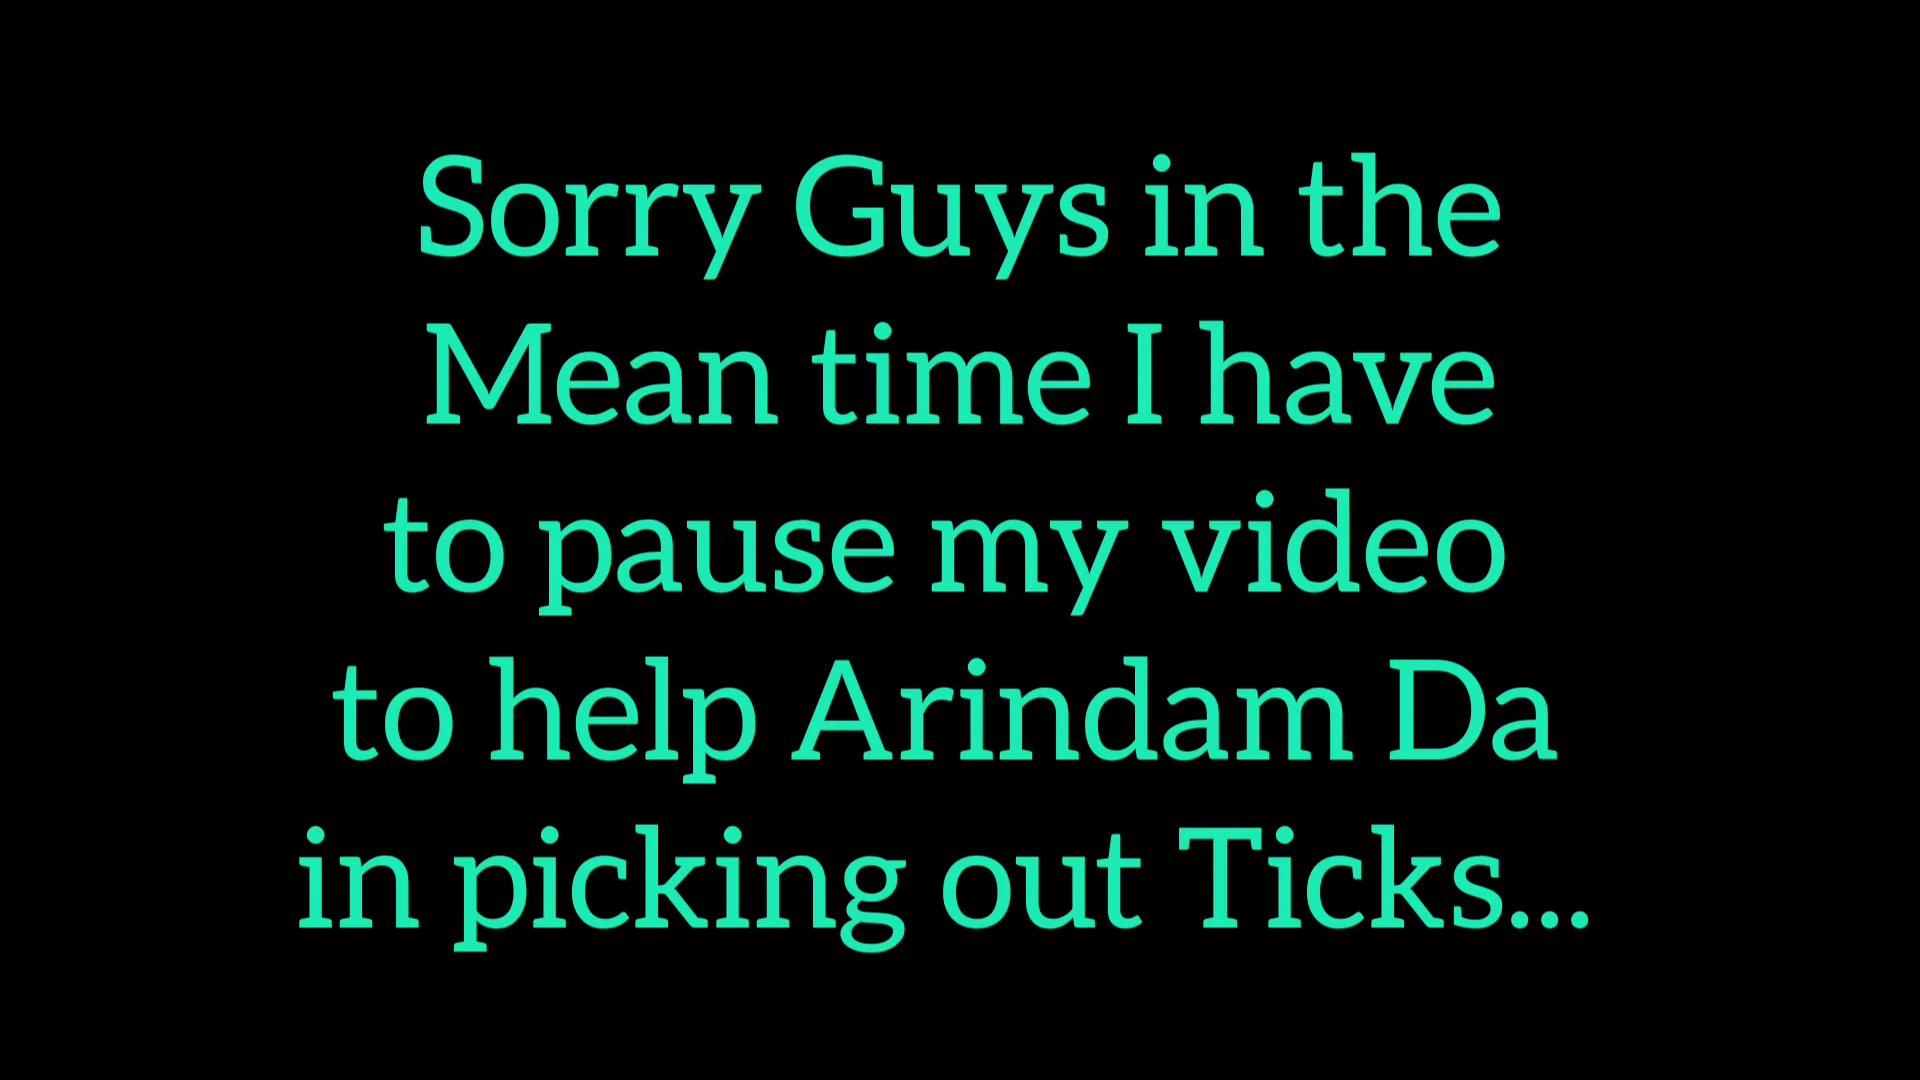 Sorry Guys in the
Mean time I have
to pause my video
to help Arindam Da
in picking out Ticks...